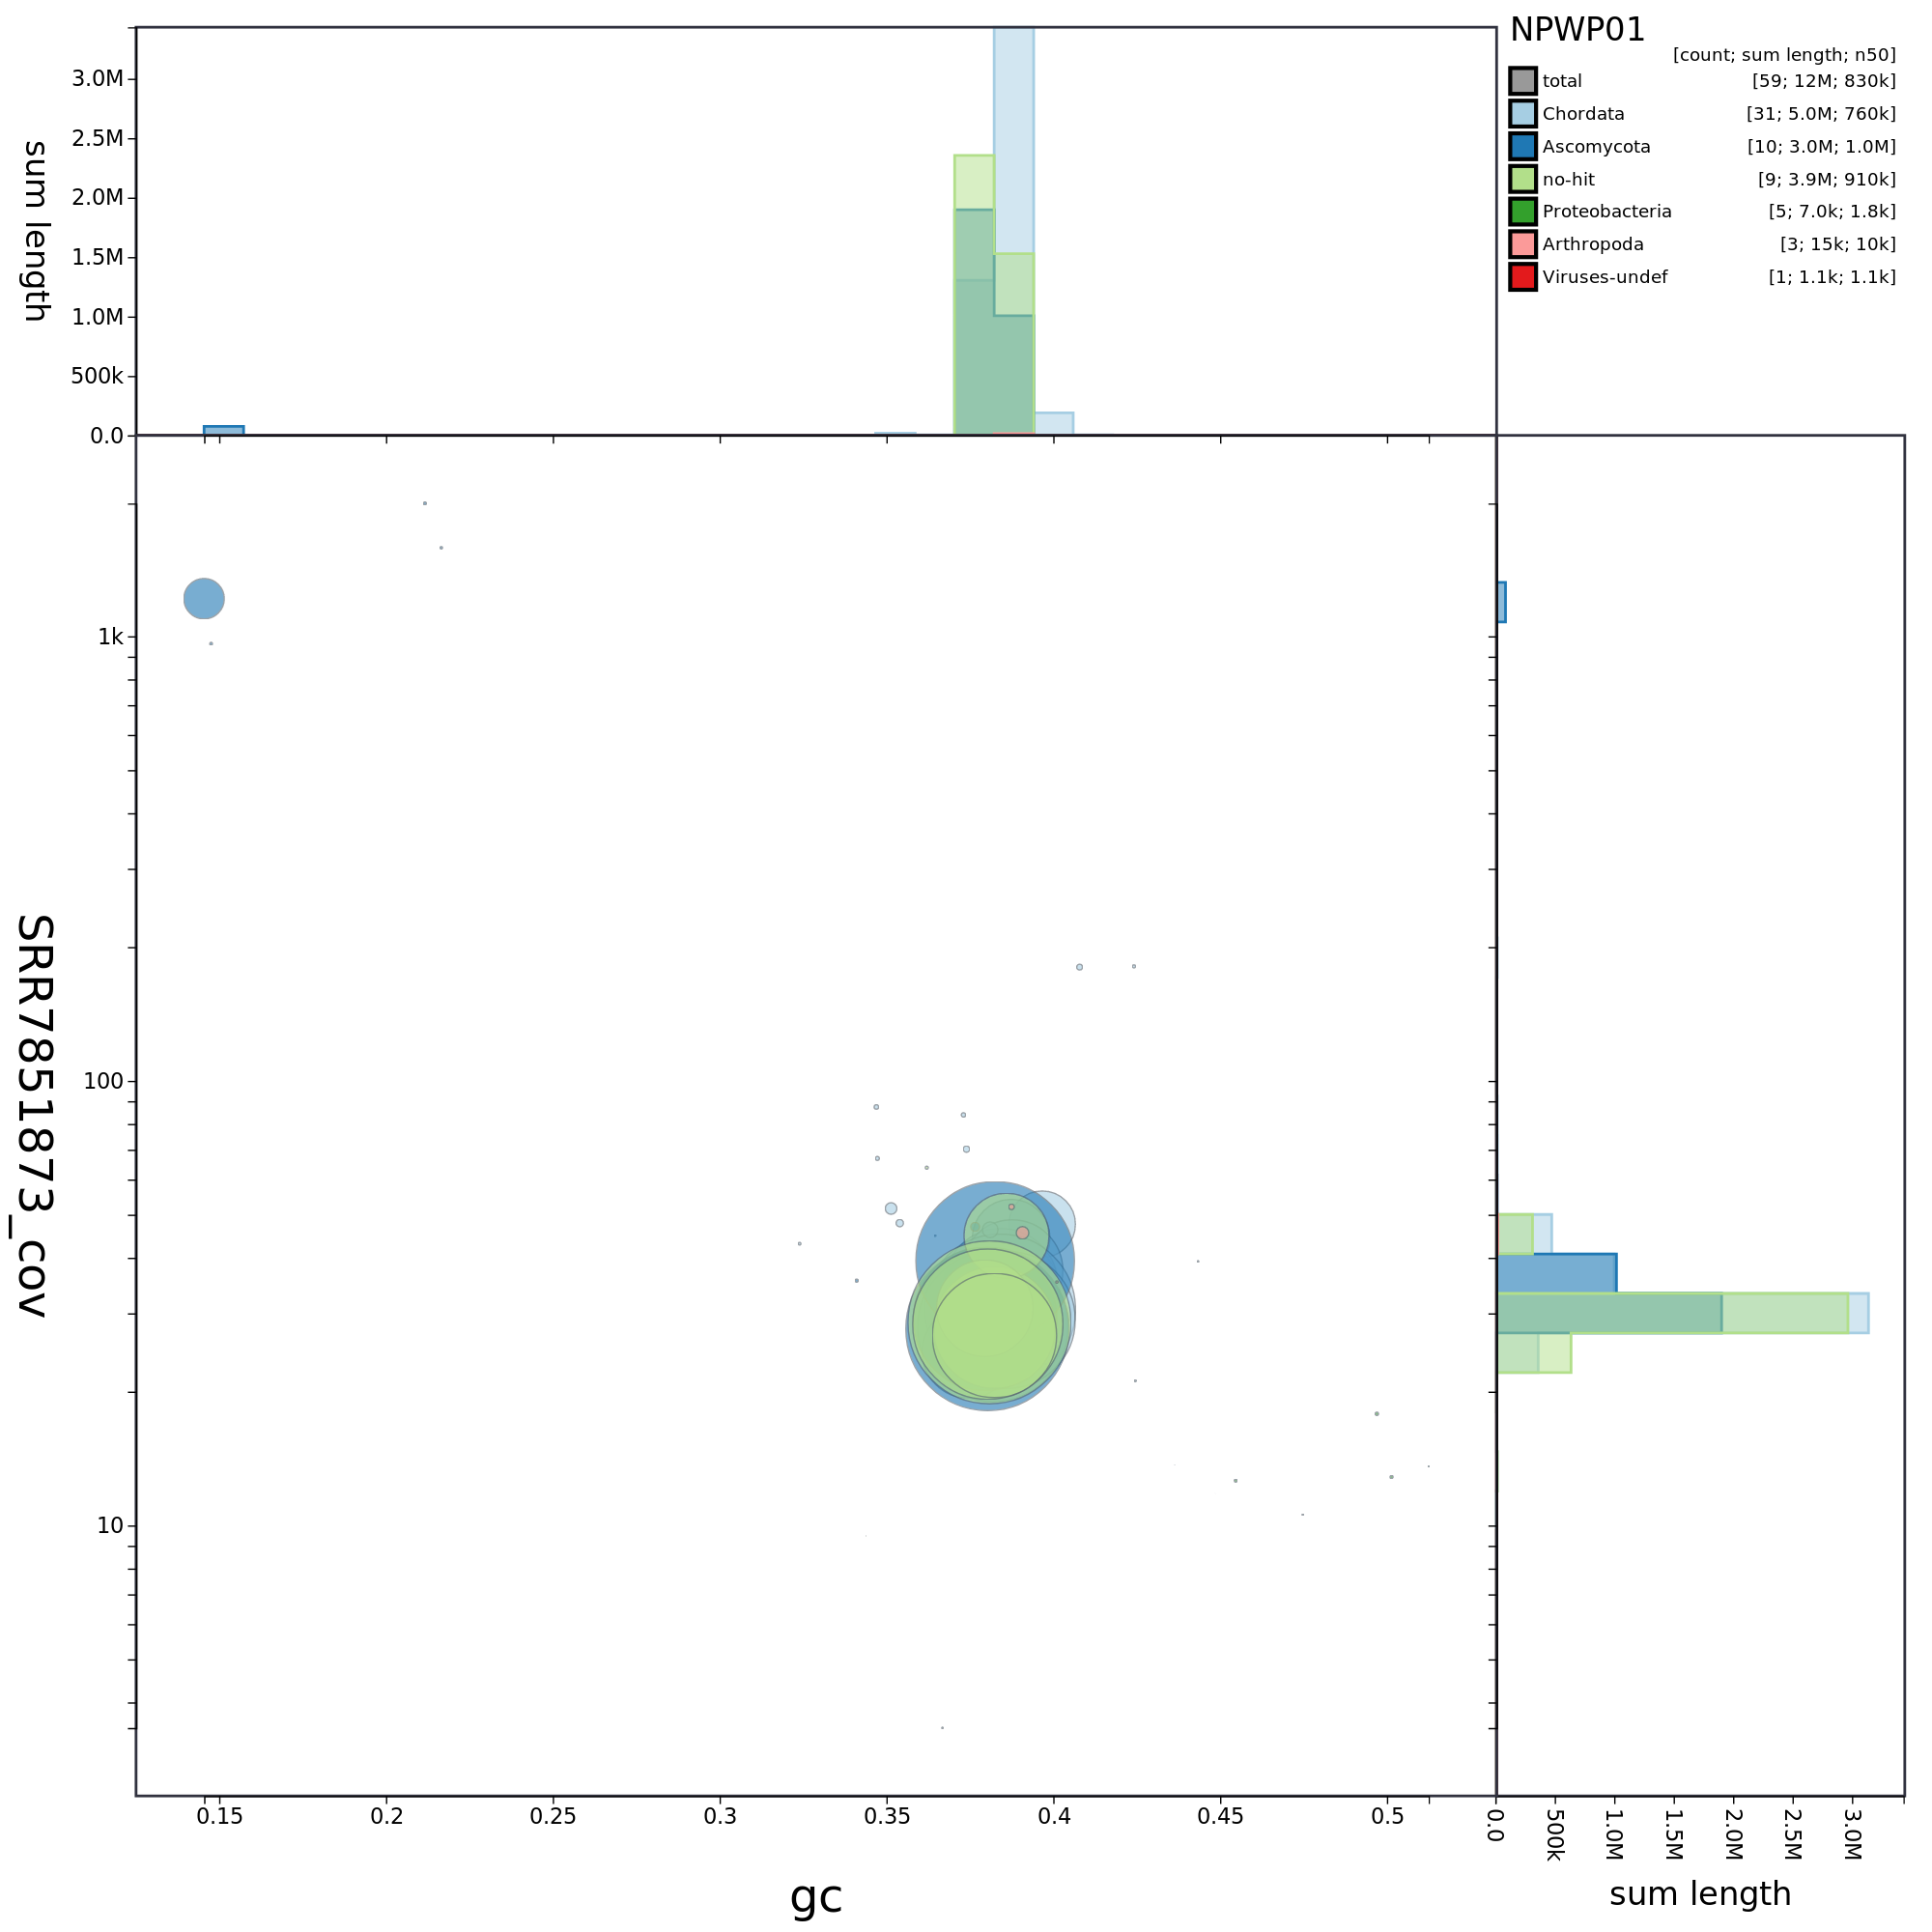 NPWP01
[count; sum length; n50]
total [59; 12M; 830k]
Chordata [31; 5.0M; 760k]
Ascomycota [10; 3.0M; 1.0M]
no-hit [9; 3.9M; 910k]
Proteobacteria [5; 7.0k; 1.8k]
Arthropoda [3; 15k; 10k]
Viruses-undef [1; 1.1k; 1.1k]
sum length
3.0M
2.5M
2.0M
1.5M
1.0M
500k
0.0
SRR7851873_cov
1k
100
10
0.15 0.2 0.25 0.3 0.35 0.4 0.45 0.5
gc
0.0 500k 1.0M 1.5M 2.0M 2.5M 3.0M
sum length